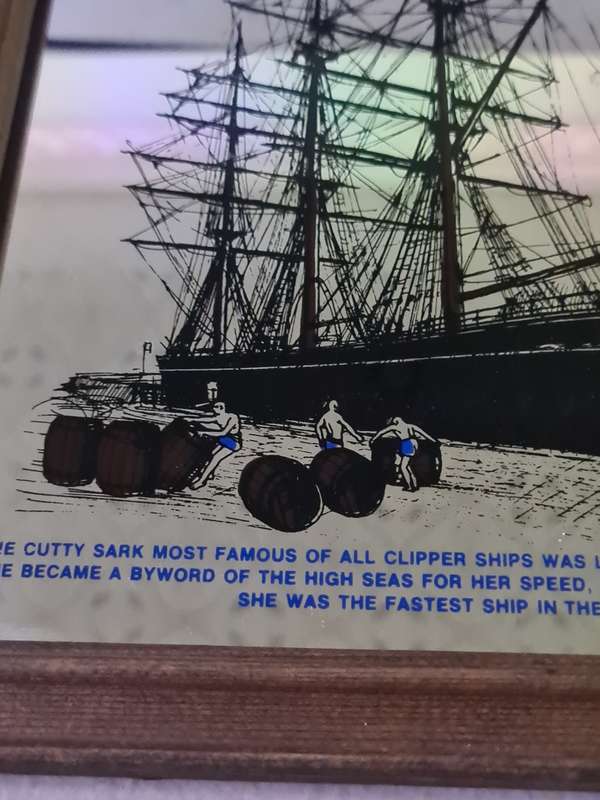 CUTTY SARK MOST FAMOUS OF ALL CLIPPER SHIPS WAS
BECAME A BYWORD OF THE HIGH SEAS FOR HER SPEED,
SHE WAS THE FASTEST SHIP IN THE